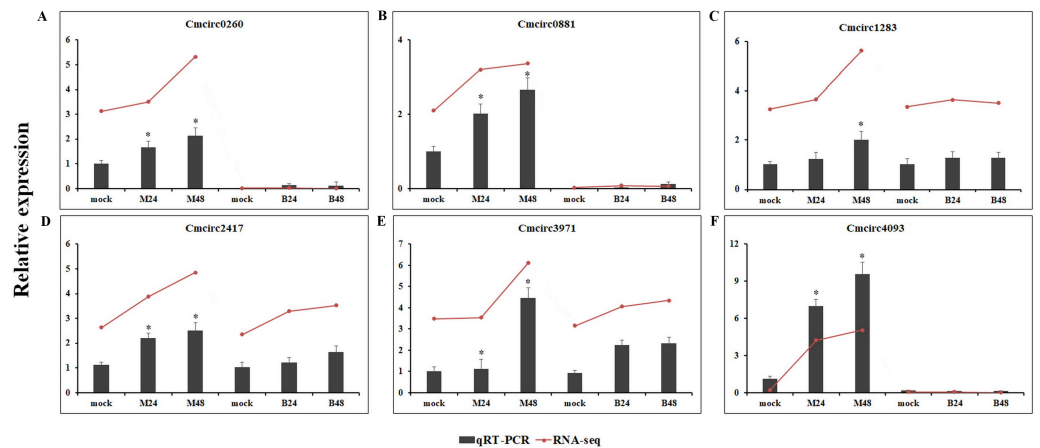 A
Cmcirc0260
6
5
4
3
2
1
0
*
*
mock M24 M48 mock B24 B48
B
Cmcirc0881
4
2
0
*
*
mock M24 M48 mock B24 B48
C
Cmcirc1283
6
4
2
0
*
mock M24 M48 mock B24 B48
D
Cmcirc2417
6
5
4
3
2
1
0
*
*
mock M24 M48 mock B24 B48
E
Cmcirc3971
7
6
5
4
3
2
1
0
*
*
mock M24 M48 mock B24 B48
F
Cmcirc4093
12
9
6
3
0
*
*
mock M24 M48 mock B24 B48
Relative expression
qRT-PCR RNA-seq